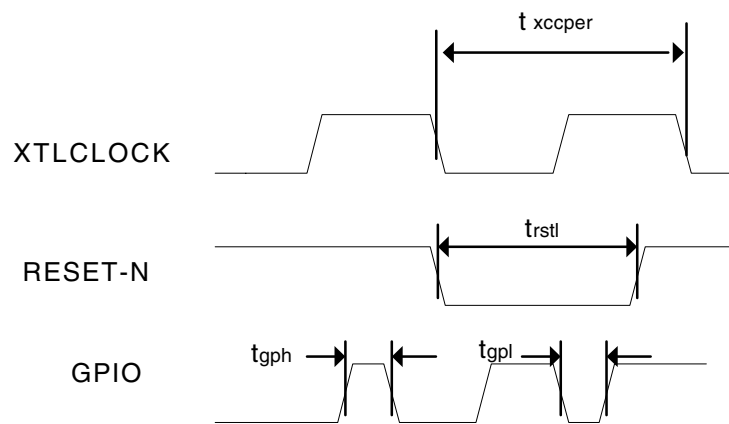 t xccper
XTLCLOCK
trstl
RESET-N
tgph
tgpl
GPIO